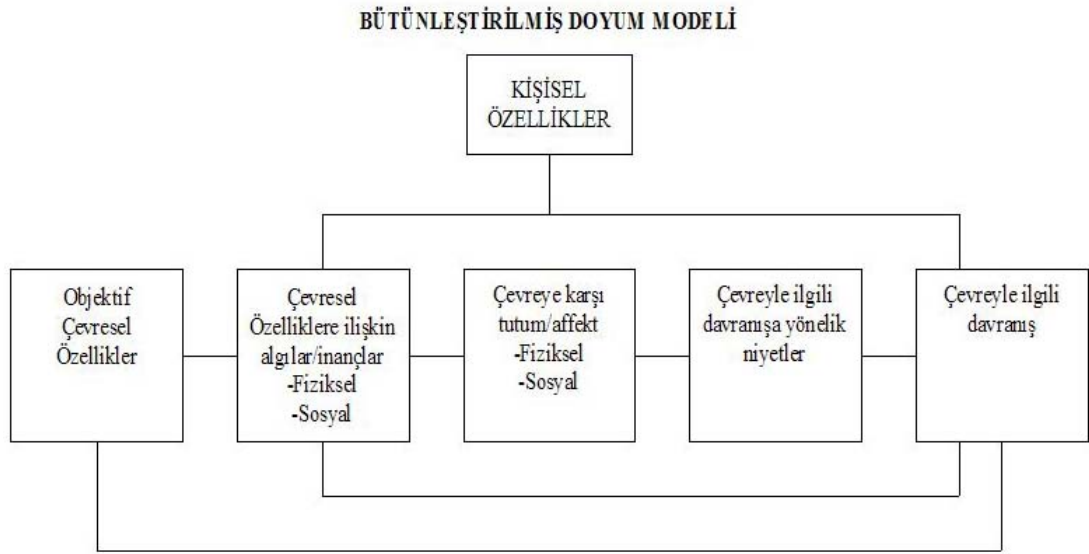 BÜTÜNLEŞTİRİLMİŞ DOYUM MODELİ
KİŞİSEL
ÖZELLİKLER
Objektif
Çevresel
Özellikler
Çevresel
Özelliklere ilişkin
algılar/inançlar
-Fiziksel
-Sosyal
Çevreye karşı
tutum/affekt
-Fiziksel
-Sosyal
Çevreyle ilgili
davranışa yönelik
niyetler
Çevreyle ilgili
davranış